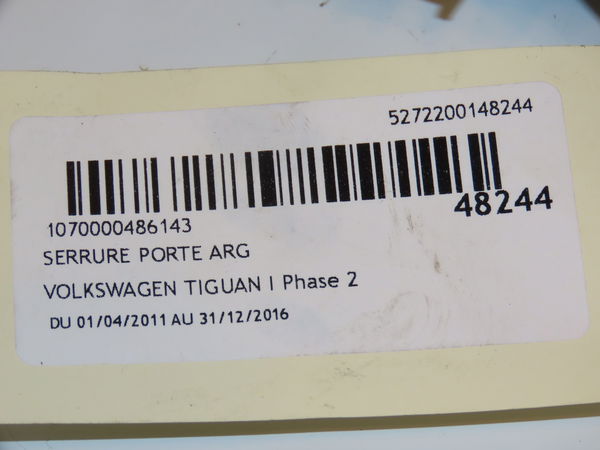 5272200148244
48244
1070000486143
SERRURE PORTE ARG
VOLKSWAGEN TIGUAN I Phase 2
DU 01/04/2011 AU 31/12/2016